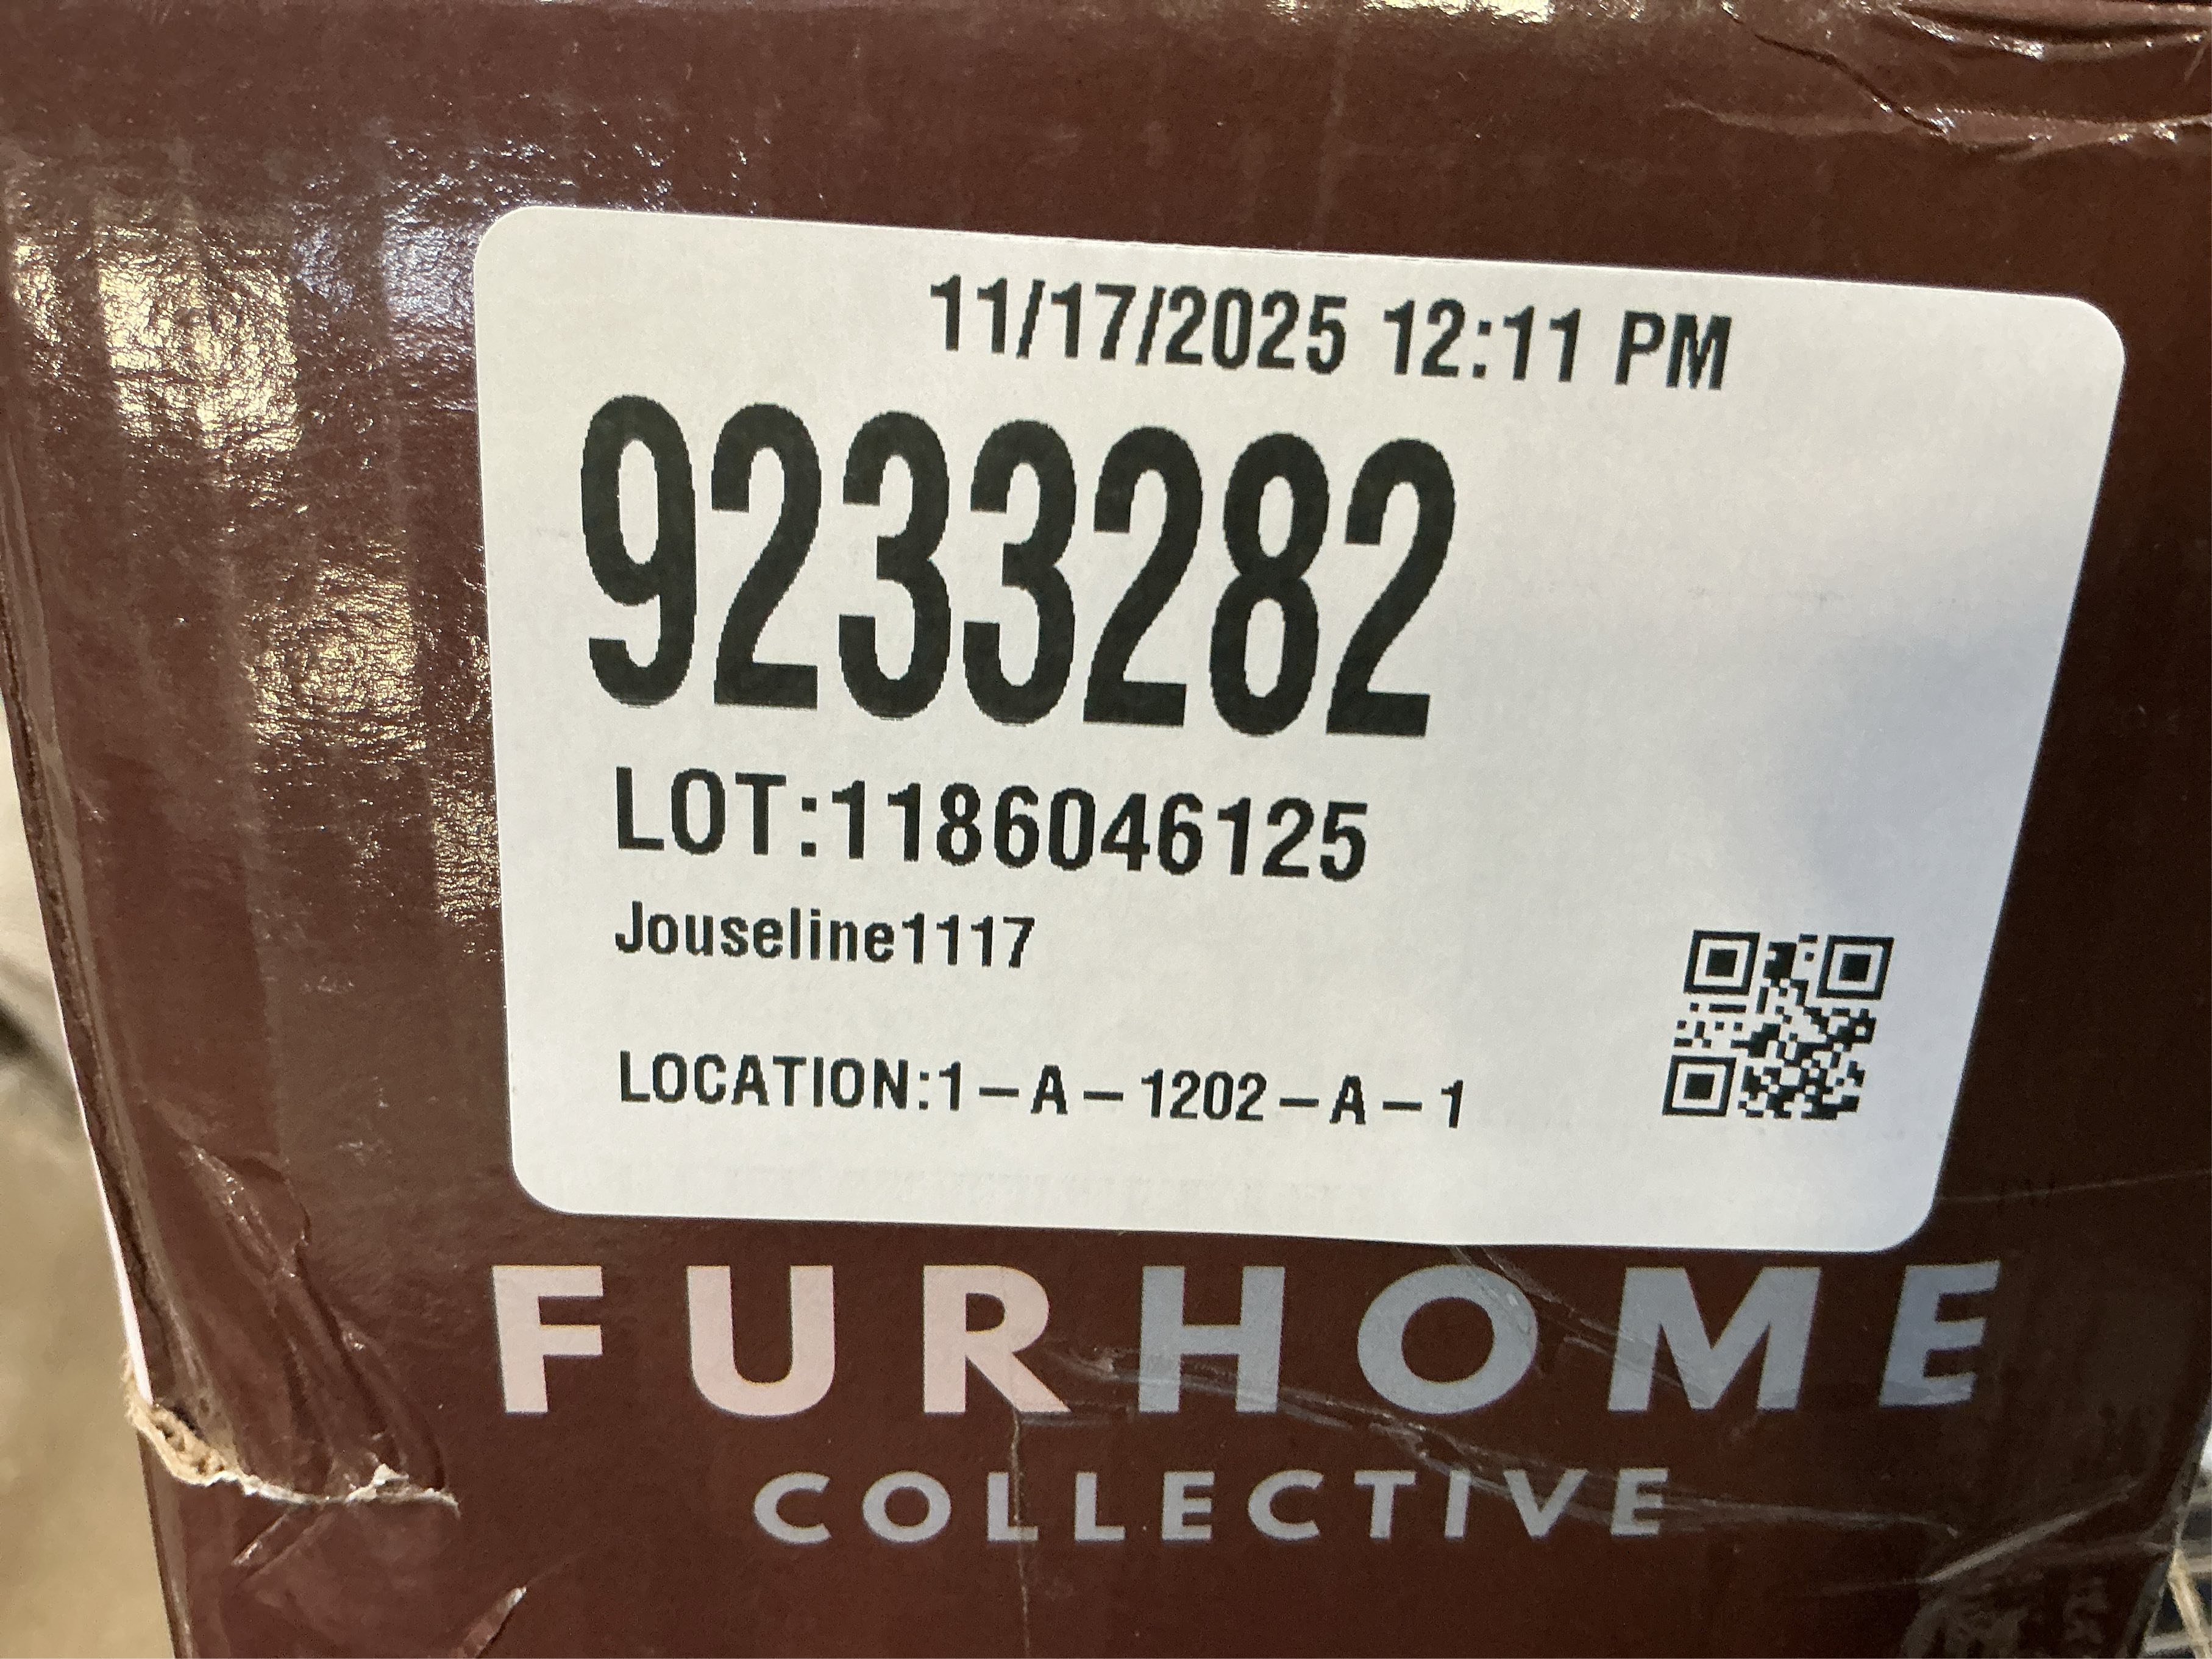 11/17/2025 12:11 PM
9233282
LOT:1186046125
Jouseline1117
LOCATION:1-A-1202-A-1
FURHOME
COLLECTIVE